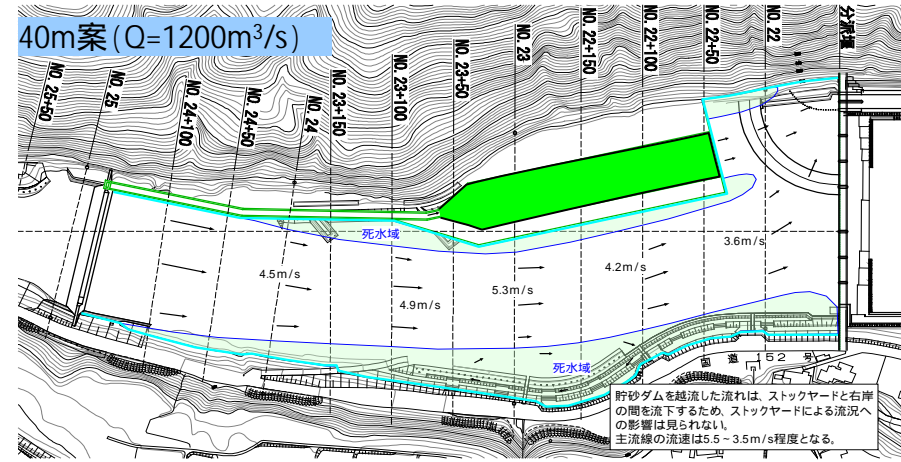 40m案(Q=1200m³/s)
NO. 25+50
NO. 25
NO. 24+100
NO. 24+50
NO. 24
NO. 23+150
NO. 23+100
NO. 23+50
NO. 23
NO. 22+150
NO. 22+100
NO. 22+50
NO. 22
分派堰
死水域
4.5m/s
4.9m/s
5.3m/s
4.2m/s
3.6m/s
死水域
国道152号
貯砂ダムを越流した流れは、ストックヤードと右岸
の間を流下するため、ストックヤードによる流況へ
の影響は見られない。
主流線の流速は5.5~3.5m/s程度となる。